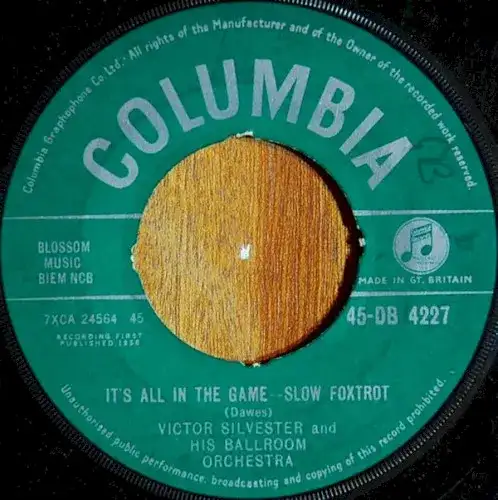 Columbia Graphophone Co. Ltd. All rights of the Manufacturer and of the Owner of the recorded work reserved.
COLUMBIA
BLOSSOM
MUSIC
BIEM NCB
MADE IN GT. BRITAIN
7XCA 24564 45
45-DB 4227
RECORDING FIRST
PUBLISHED 1958
IT'S ALL IN THE GAME--SLOW FOXTROT
(Dawes)
VICTOR SILVESTER and
HIS BALLROOM
ORCHESTRA
Unauthorised public performance, broadcasting and copying of this record prohibited.